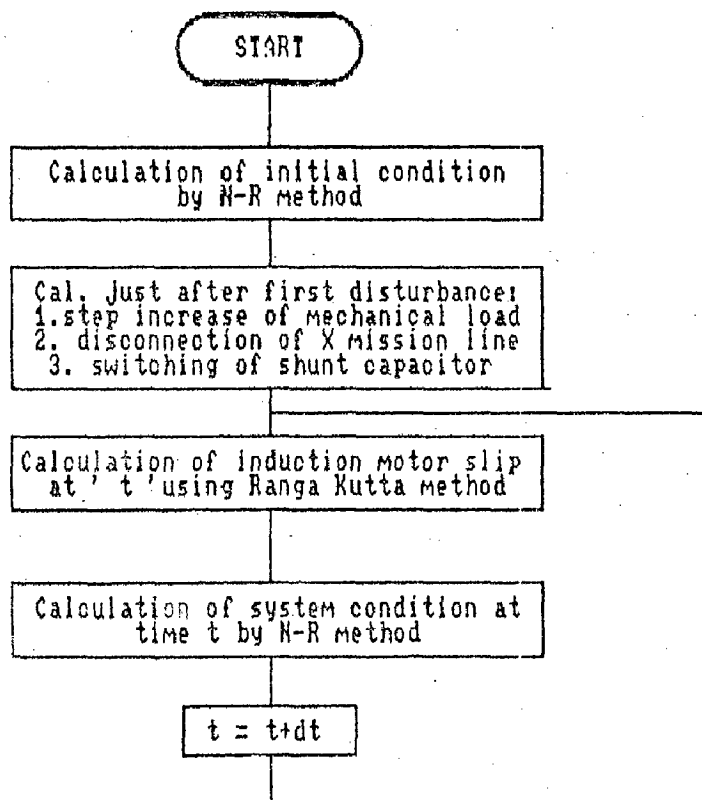 START
Calculation of initial condition
by N-R method
Cal. Just after first disturbance:
1.step increase of mechanical load
2. disconnection of X mission line
3. switching of shunt capacitor
Calculation of induction motor slip
at ' t 'using Ranga Kutta method
Calculation of system condition at
time t by N-R method
t = t+dt